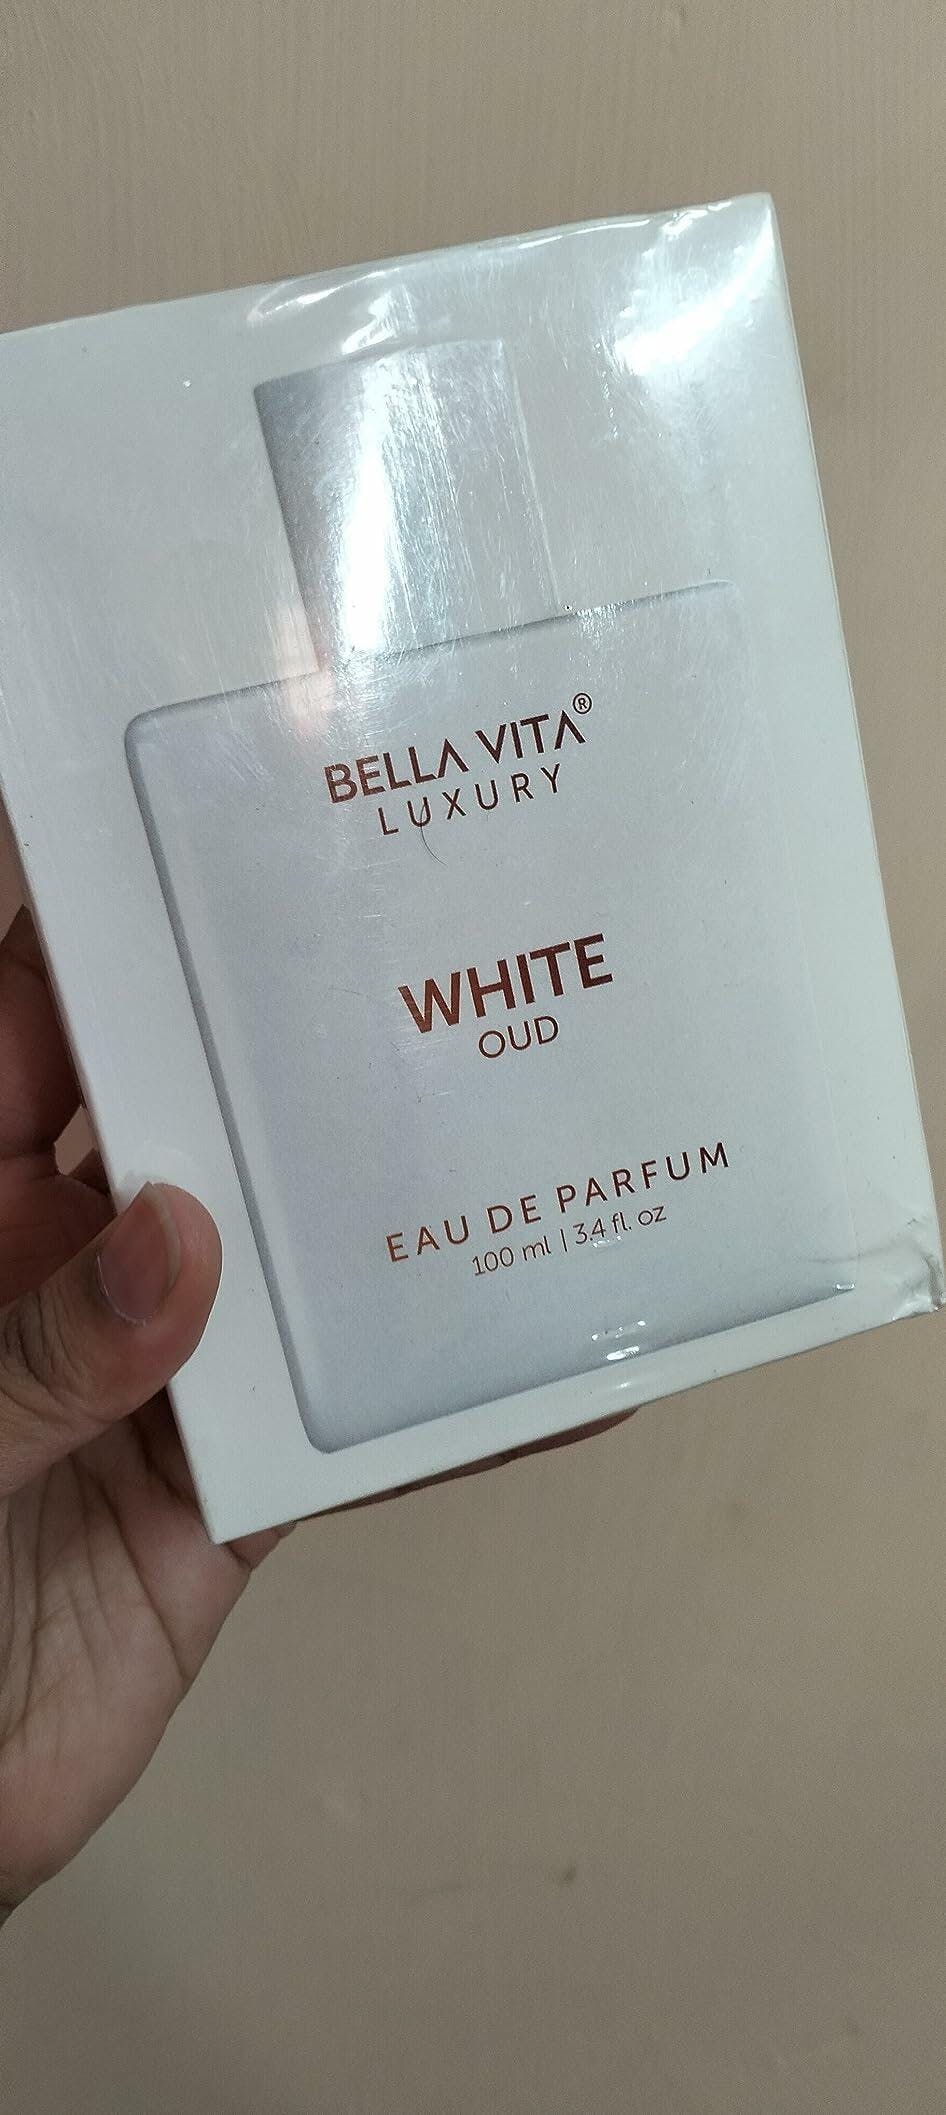 BELLA VITA®
LUXURY
WHITE
OUD
EAU DE PARFUM
100 ml | 3.4 fl. oz